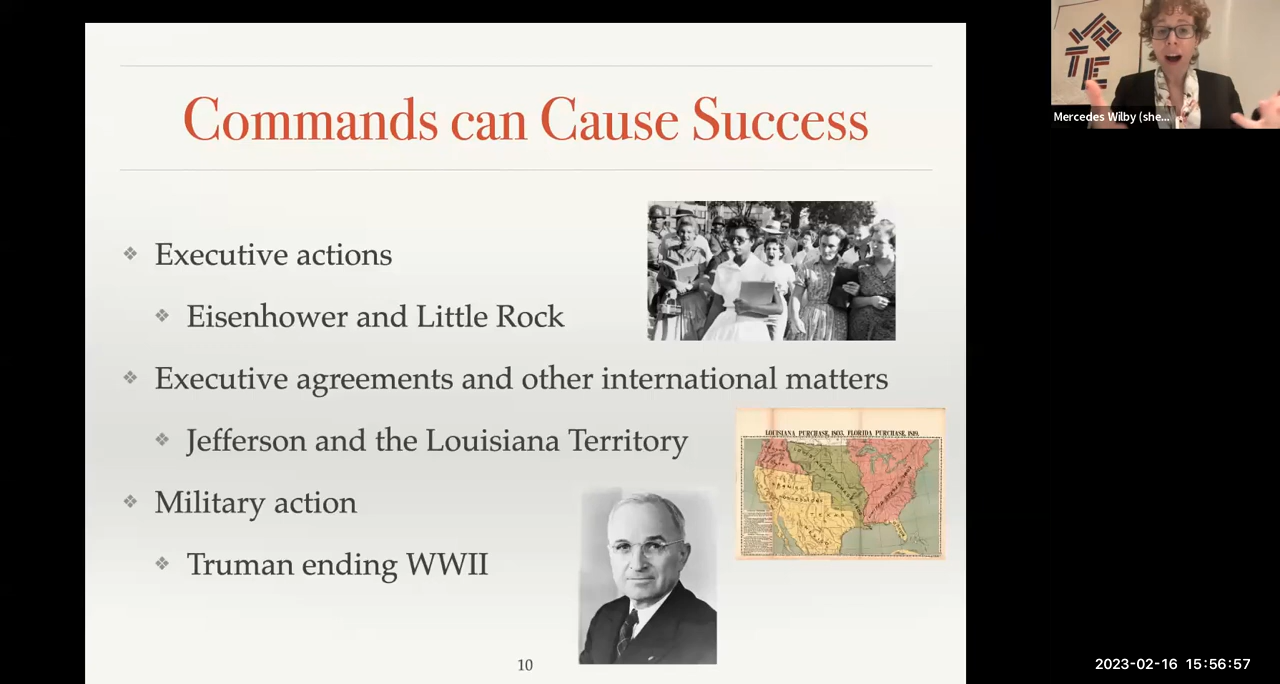 Commands can Cause Success
❖ Executive actions
❖ Eisenhower and Little Rock
❖ Executive agreements and other international matters
❖ Jefferson and the Louisiana Territory
❖ Military action
❖ Truman ending WWII
LOUISIANA PURCHASE, 1803. FLORIDA PURCHASE, 1819.
10
VOTE
Mercedes Wilby (she...
2023-02-16 15:56:57